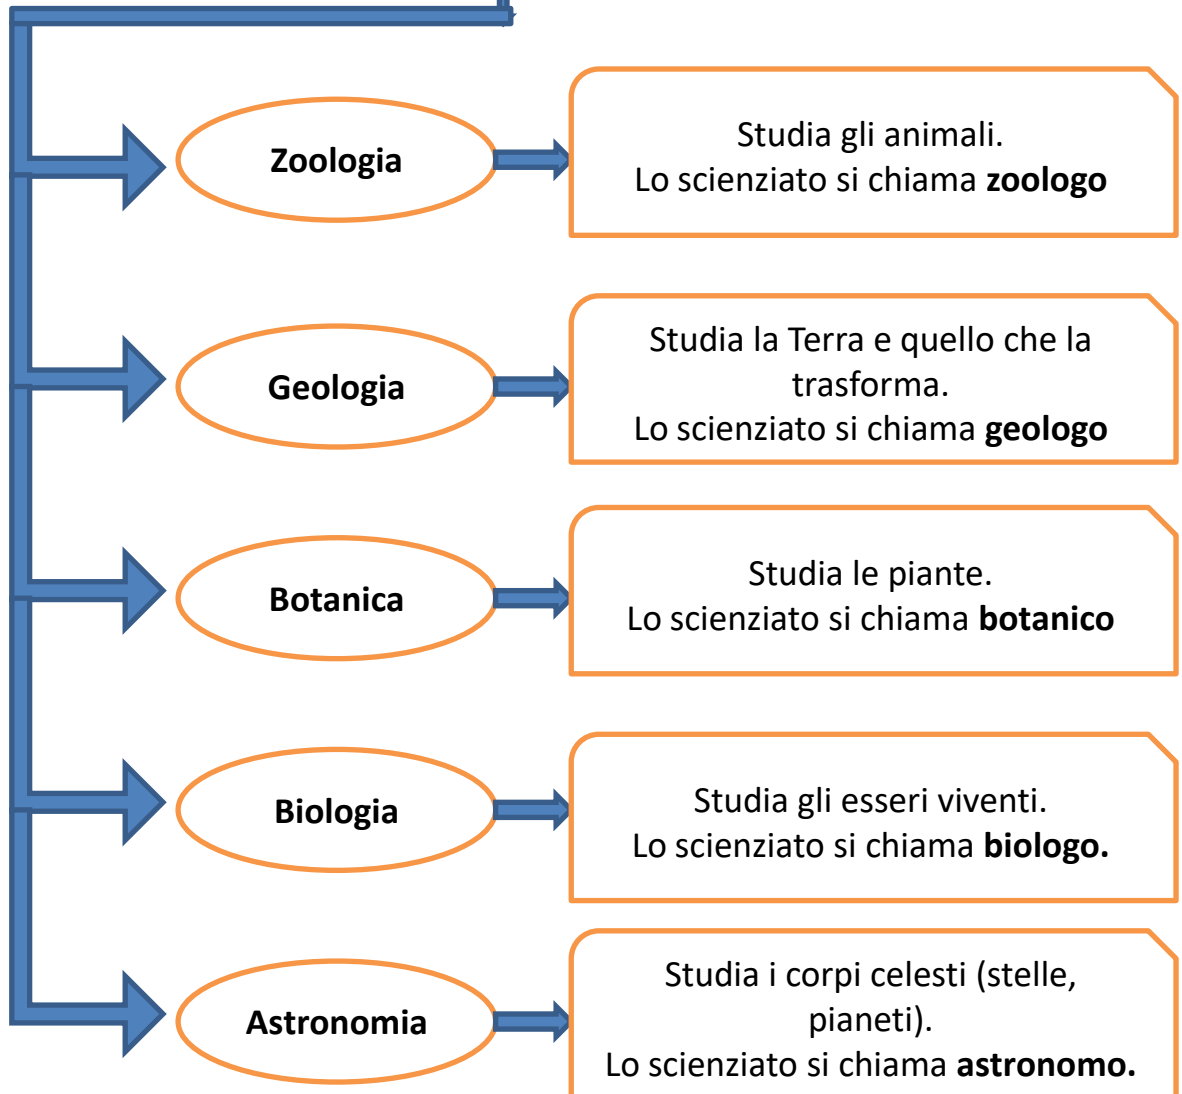 Zoologia
Studia gli animali.
Lo scienziato si chiama zoologo
Geologia
Studia la Terra e quello che la
trasforma.
Lo scienziato si chiama geologo
Botanica
Studia le piante.
Lo scienziato si chiama botanico
Biologia
Studia gli esseri viventi.
Lo scienziato si chiama biologo.
Astronomia
Studia i corpi celesti (stelle,
pianeti).
Lo scienziato si chiama astronomo.